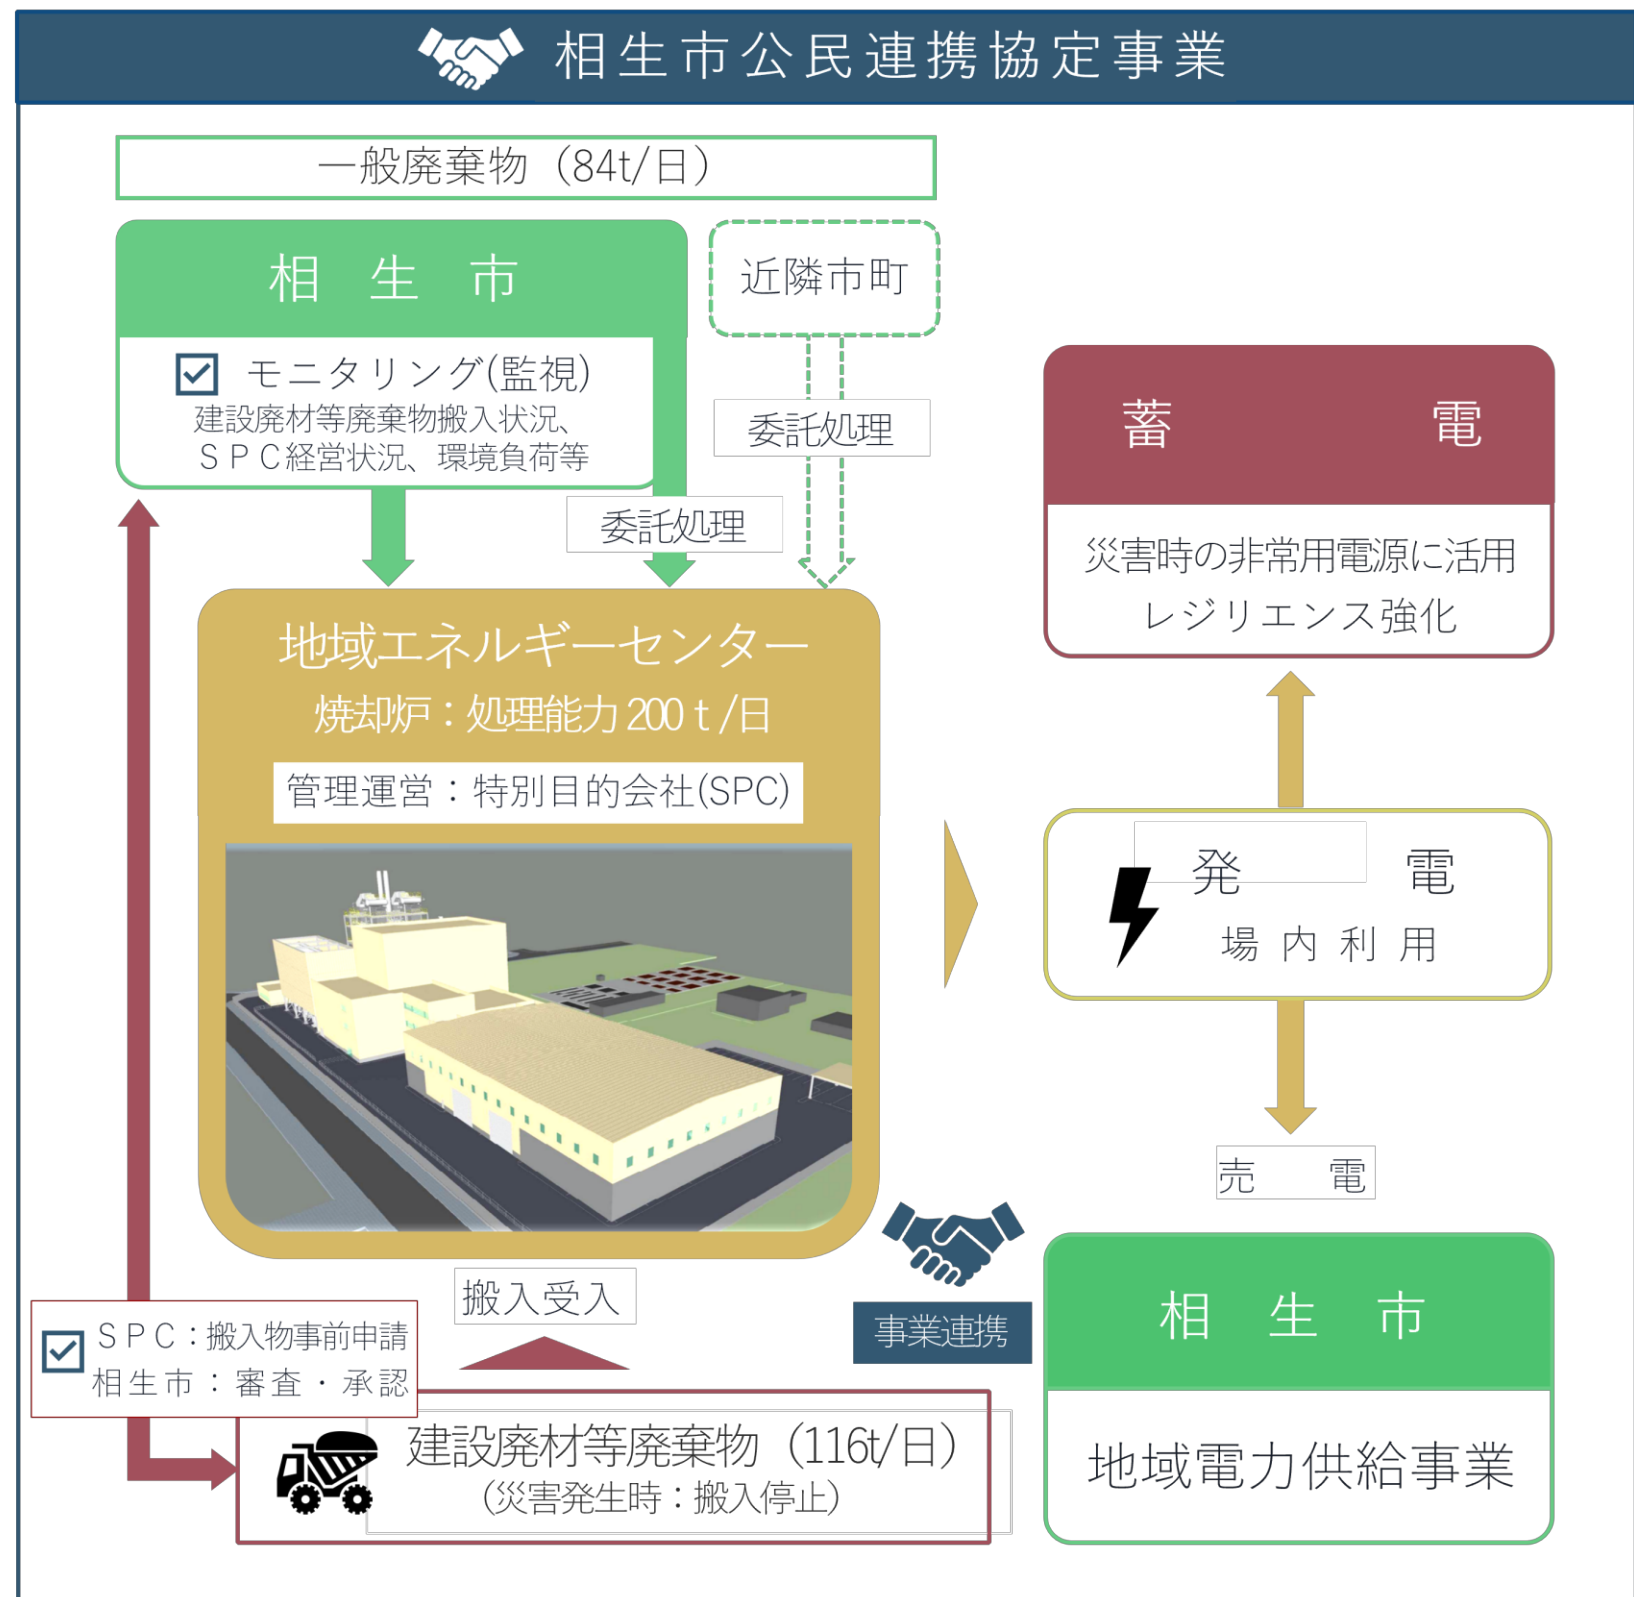 相生市公民連携協定事業
一般廃棄物（84t/日）
相 生 市
近隣市町
モニタリング(監視)
建設廃材等廃棄物搬入状況、
ＳＰＣ経営状況、環境負荷等
委託処理
委託処理
地域エネルギーセンター
焼却炉：処理能力200ｔ/日
管理運営：特別目的会社(SPC)
蓄 電
災害時の非常用電源に活用
レジリエンス強化
発 電
場内利用
売 電
搬入受入
事業連携
ＳＰＣ：搬入物事前申請
相生市：審査・承認
建設廃材等廃棄物（116t/日）
(災害発生時：搬入停止)
相 生 市
地域電力供給事業